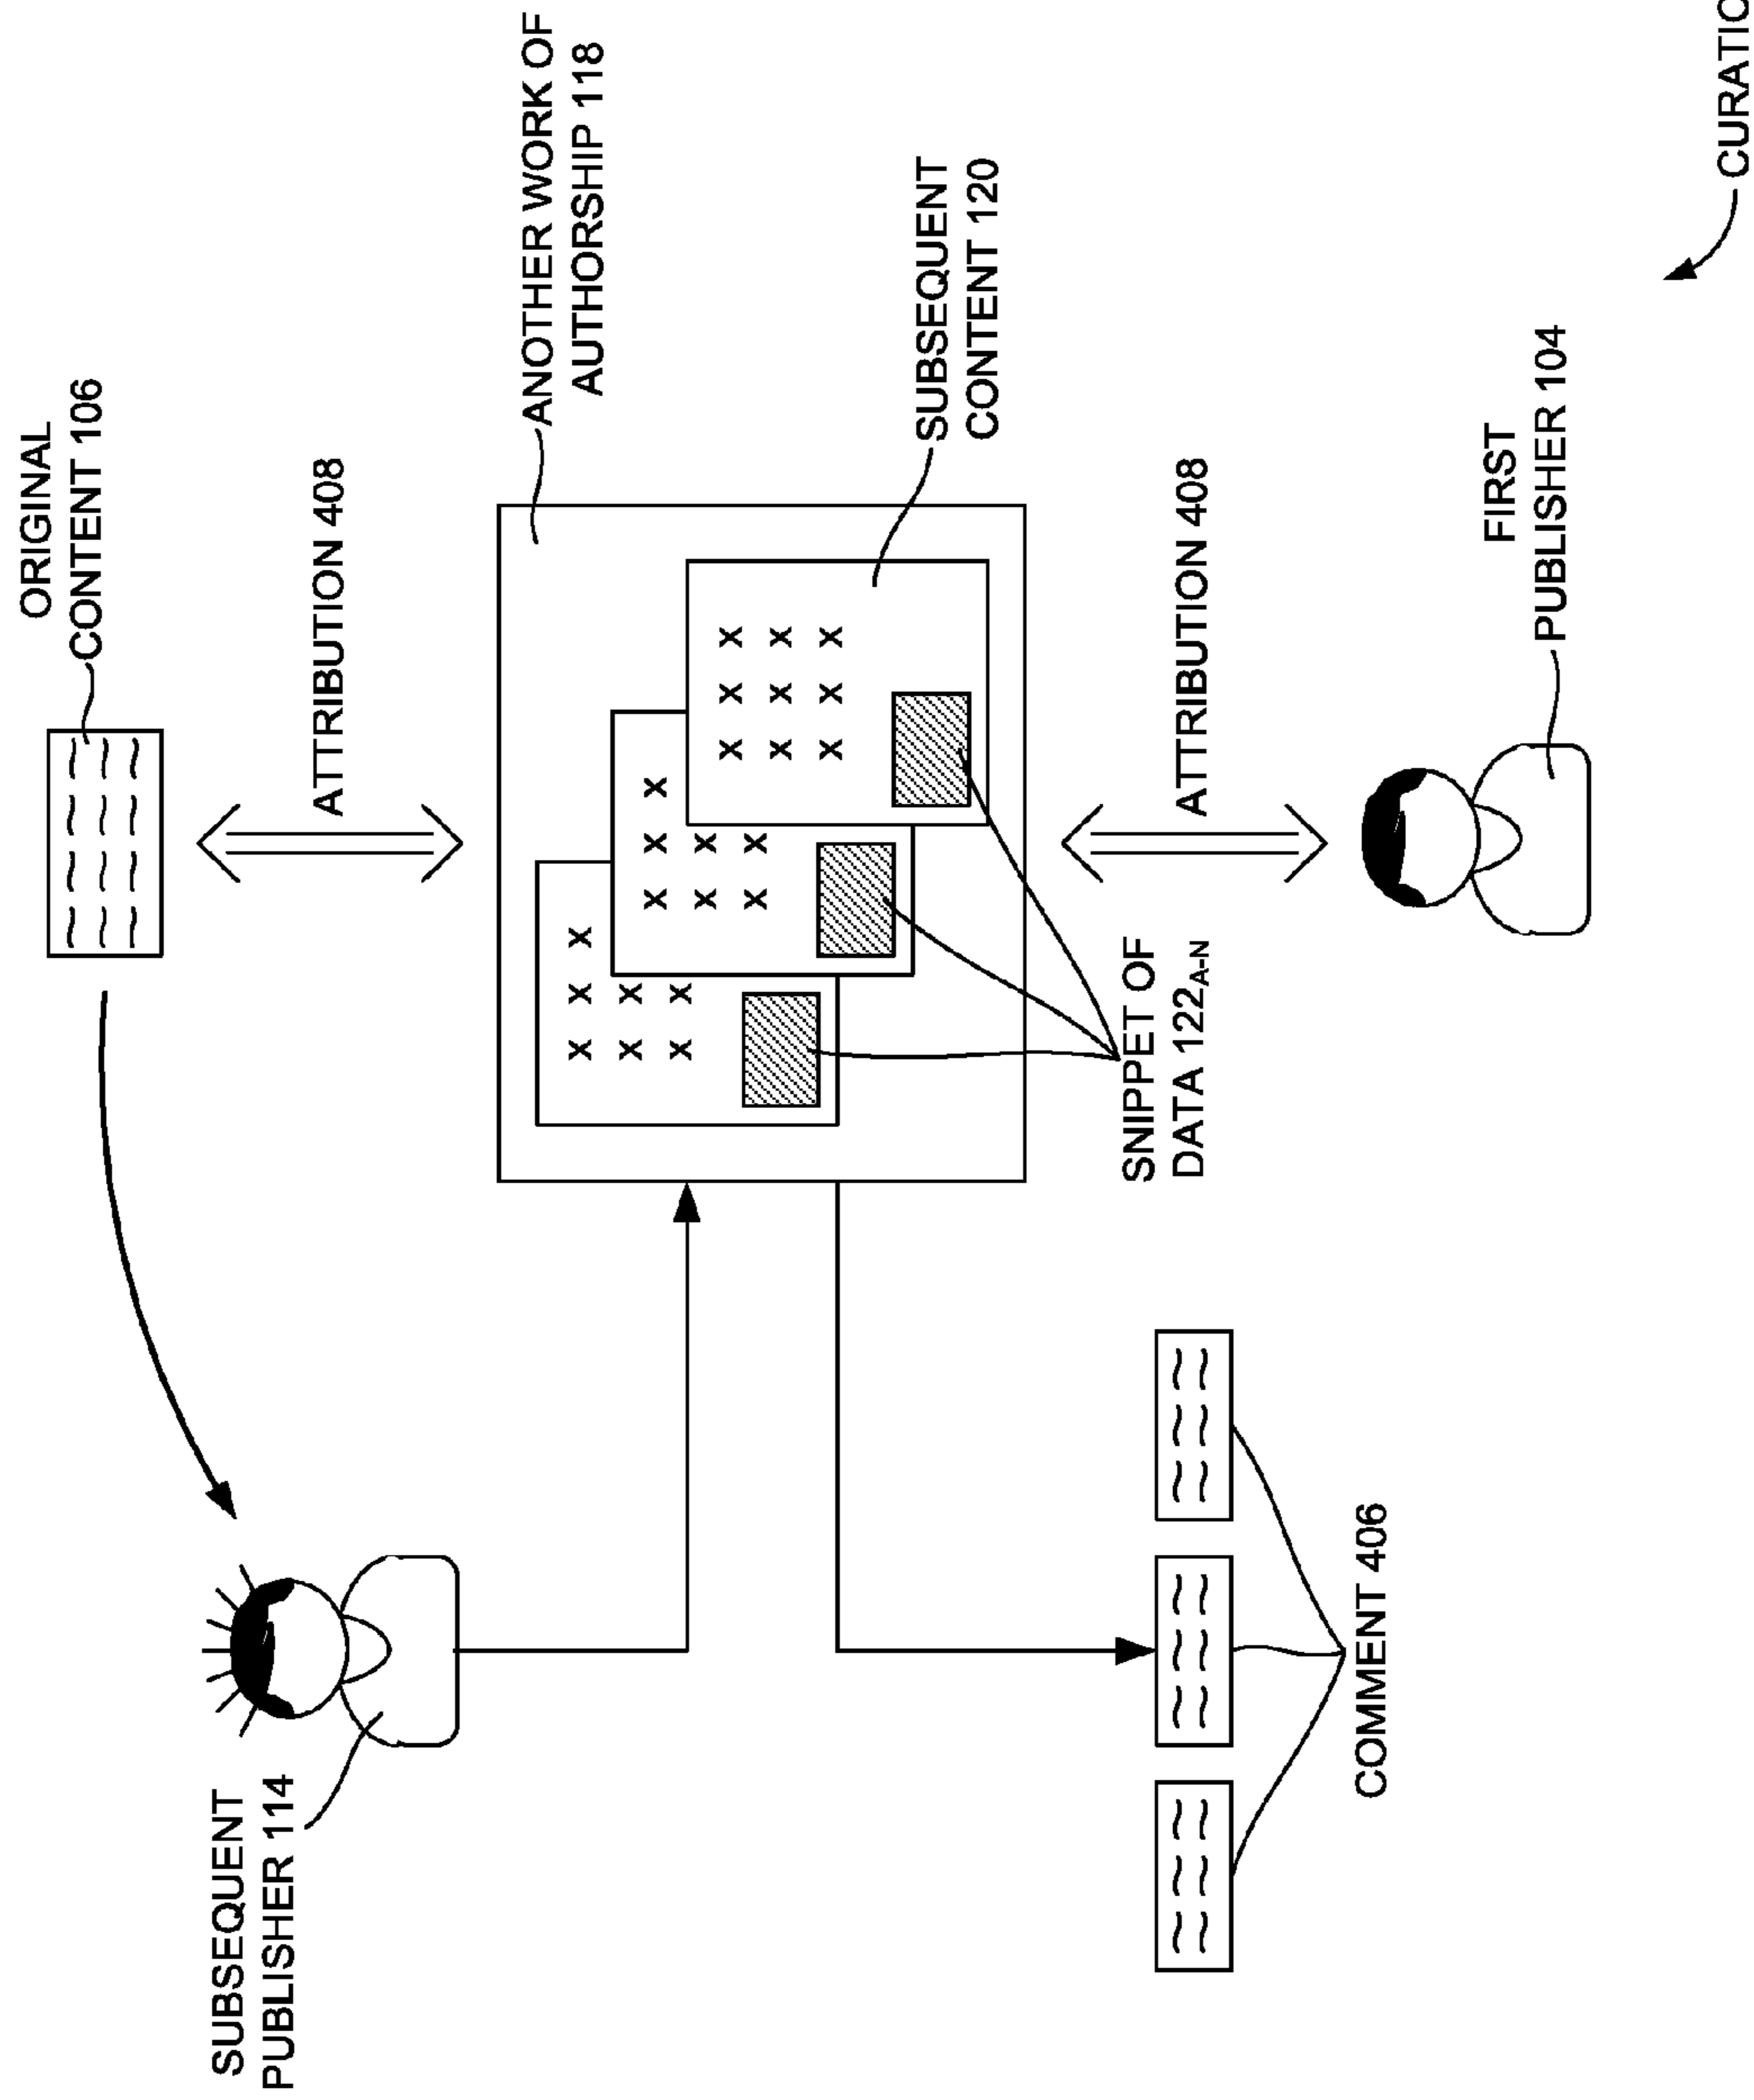 ORIGINAL
CONTENT 106
SUBSEQUENT
PUBLISHER 114
ATTRIBUTION 408
ANOTHER WORK OF
AUTHORSHIP 118
SUBSEQUENT
CONTENT 120
SNIPPET OF
DATA 122A-N
ATTRIBUTION 408
COMMENT 406
FIRST
PUBLISHER 104
CURATIO